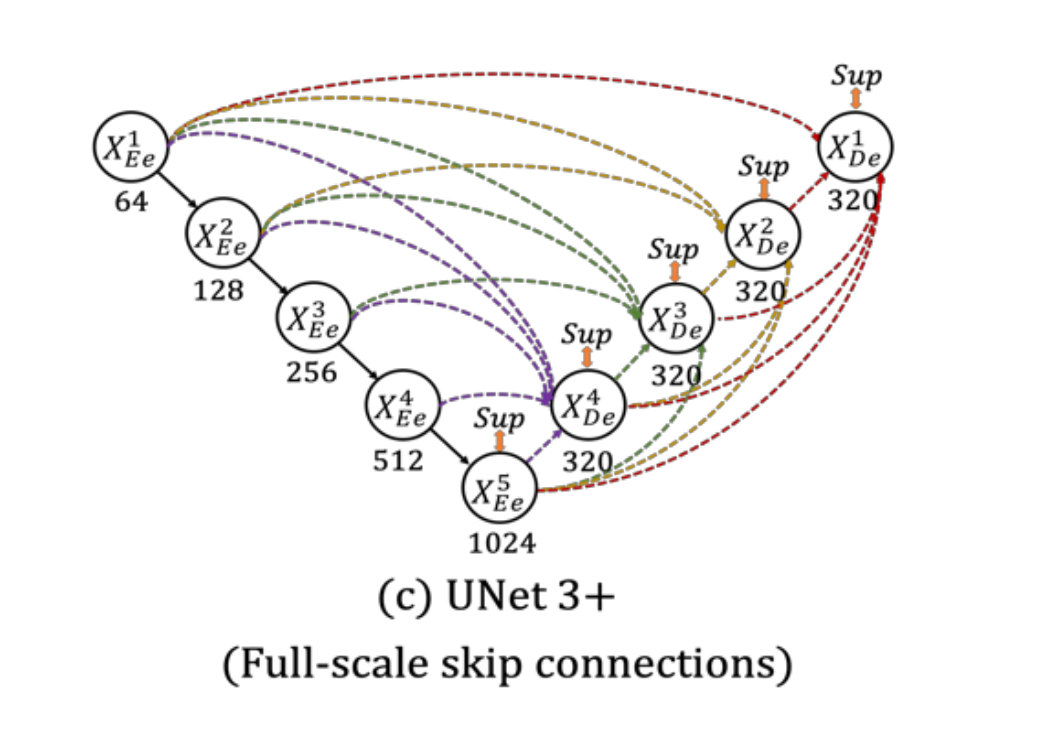 Sup
X_{Ee}^{1}
X_{De}^{1}
64
Sup
320
X_{Ee}^{2}
X_{De}^{2}
128
Sup
320
X_{Ee}^{3}
X_{De}^{3}
256
Sup
320
X_{Ee}^{4}
X_{De}^{4}
512
Sup
320
X_{Ee}^{5}
1024
(c) UNet 3+
(Full-scale skip connections)